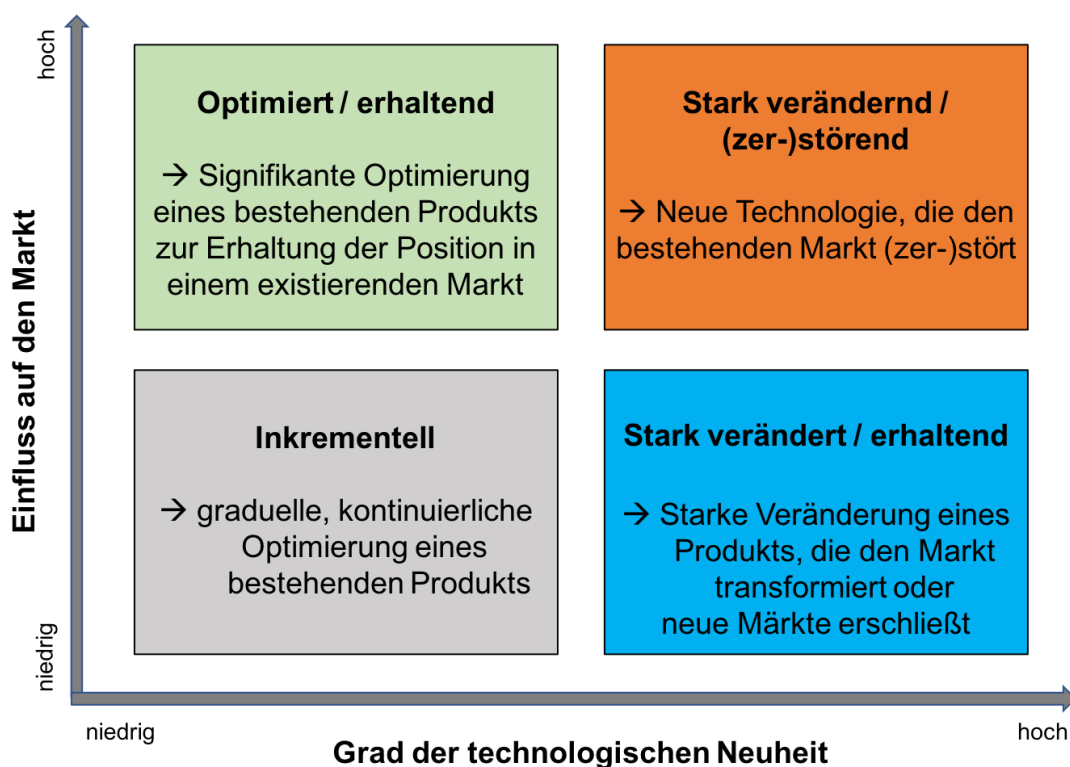 hoch
Einfluss auf den Markt
niedrig
Optimiert / erhaltend
→ Signifikante Optimierung
eines bestehenden Produkts
zur Erhaltung der Position in
einem existierenden Markt
Stark verändernd /
(zer-)störend
→ Neue Technologie, die den
bestehenden Markt (zer-)stört
Inkrementell
→ graduelle, kontinuierliche
Optimierung eines
bestehenden Produkts
Stark verändert / erhaltend
→ Starke Veränderung eines
Produkts, die den Markt
transformiert oder
neue Märkte erschließt
niedrig
Grad der technologischen Neuheit
hoch